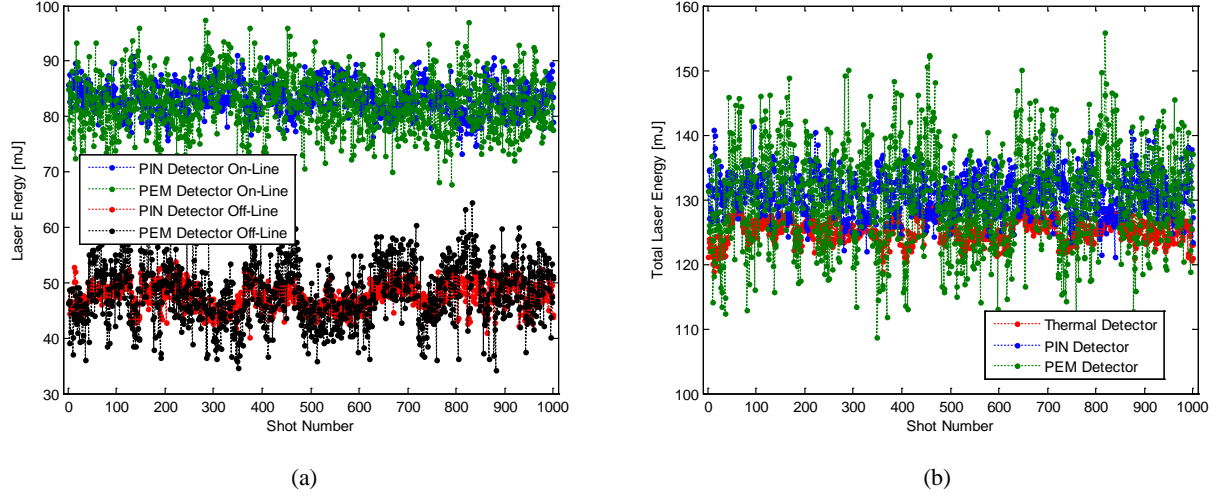 100
90
80
70
60
50
40
30
0 100 200 300 400 500 600 700 800 900 1000
Shot Number
Laser Energy [mJ]
PIN Detector On-Line
PEM Detector On-Line
PIN Detector Off-Line
PEM Detector Off-Line
(a)
160
150
140
130
120
110
100
0 100 200 300 400 500 600 700 800 900 1000
Shot Number
Total Laser Energy [mJ]
Thermal Detector
PIN Detector
PEM Detector
(b)